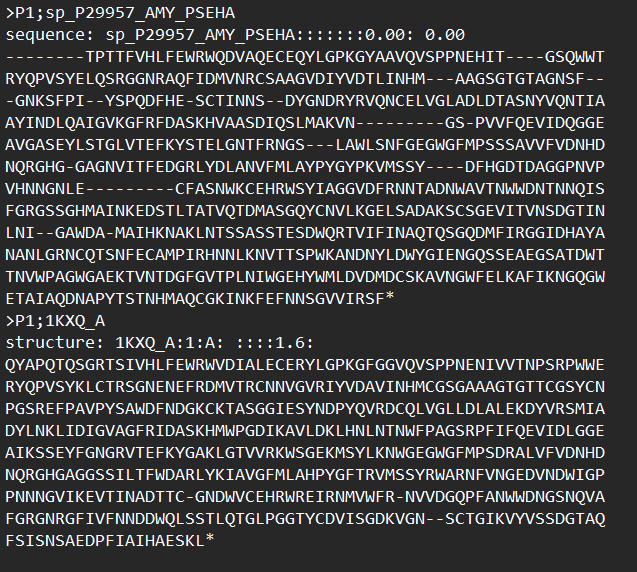 >P1;sp_P29957_AMY_PSEHA
sequence: sp_P29957_AMY_PSEHA:::::::0.00: 0.00
--------TPTTFVHLFEWRWQDVAQECEQYLGPKGYAAVQVSPPNEHIT----GSQWWT
RYQPVSYELQSRGGNRAQFIDMVNRCSAAGVDIYVDTLINHM---AAGSGTGTAGNSF--
-GNKSFPI--YSPQDFHE-SCTINNS--DYGNDRYRVQNCELVGLADLDTASNYVQNTIA
AYINDLQAIGVKGFRFDASKHVAASDIQSLMAKVN---------GS-PVVFQEVIDQGGE
AVGASEYLSTGLVTEFKYSTELGNTFRNGS---LAWLSNFGEGWGFMPSSSAVVFVDNHD
NQRGHG-GAGNVITFEDGRLYDLANVFMLAYPYGYPKVMSSY----DFHGDTDAGGPNVP
VHNNGNLE---------CFASNWKCEHRWSYIAGGVDFRNNTADNWAVTNWWDNTNNQIS
FGRGSSGHMAINKEDSTLTATVQTDMASGQYCNVLKGELSADAKSCSGEVITVNSDGTIN
LNI--GAWDA-MAIHKNAKLNTSSASSTESDWQRTVIFINAQTQSGQDMFIRGGIDHAYA
NANLGRNCQTSNFECAMPIRHNNLKNVTTSPWKANDNYLDWYGIENGQSSEAEGSATDWT
TNVWPAGWGAEKTVNTDGFGVTPLNIWGEHYWMLDVDMDCSKAVNGWFELKAFIKNGQGW
ETAIAQDNAPYTSTNHMAQCGKINKFEFNNSGVVIRSF*
>P1;1KXQ_A
structure: 1KXQ_A:1:A: ::::1.6:
QYAPQTQSGRTSIVHLFEWRWVDIALECERYLGPKGFGGVQVSPPNENIVVTNPSRPWWE
RYQPVSYKLCTRSGNENEFRDMVTRCNNVGVRIYVDAVINHMCGSGAAAGTGTTCGSYCN
PGSREFPAVPYSAWDFNDGKCKTASGGIESYNDPYQVRDCQLVGLLDLALEKDYVRSMIA
DYLNKLIDIGVAGFRIDASKHMWPGDIKAVLDKLHNLNTNWFPAGSRPFIFQEVIDLGGE
AIKSSEYFGNGRVTEFKYGAKLGTVVRKWSGEKMSYLKNWGEGWGFMPSDRALVFVDNHD
NQRGHGAGGSSILTFWDARLYKIAVGFMLAHPYGFTRVMSSYRWARNFVNGEDVNDWIGP
PNNNGVIKEVTINADTTC-GNDWVCEHRWREIRNMVWFR-NVVDGQPFANWWDNGSNQVA
FGRGNRGFIVFNNDDWQLSSTLQTGLPGGTYCDVISGDKVGN--SCTGIKVYVSSDGTAQ
FSISNSAEDPFIAIHAESKL*